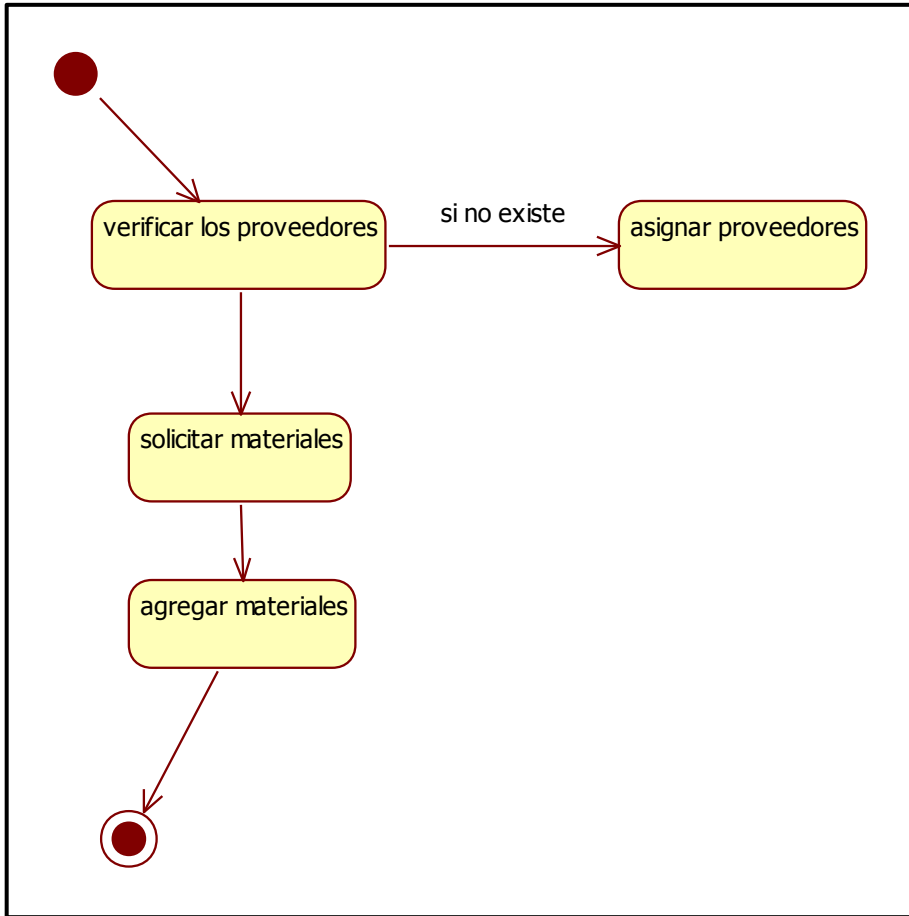 verificar los proveedores
si no existe
asignar proveedores
solicitar materiales
agregar materiales